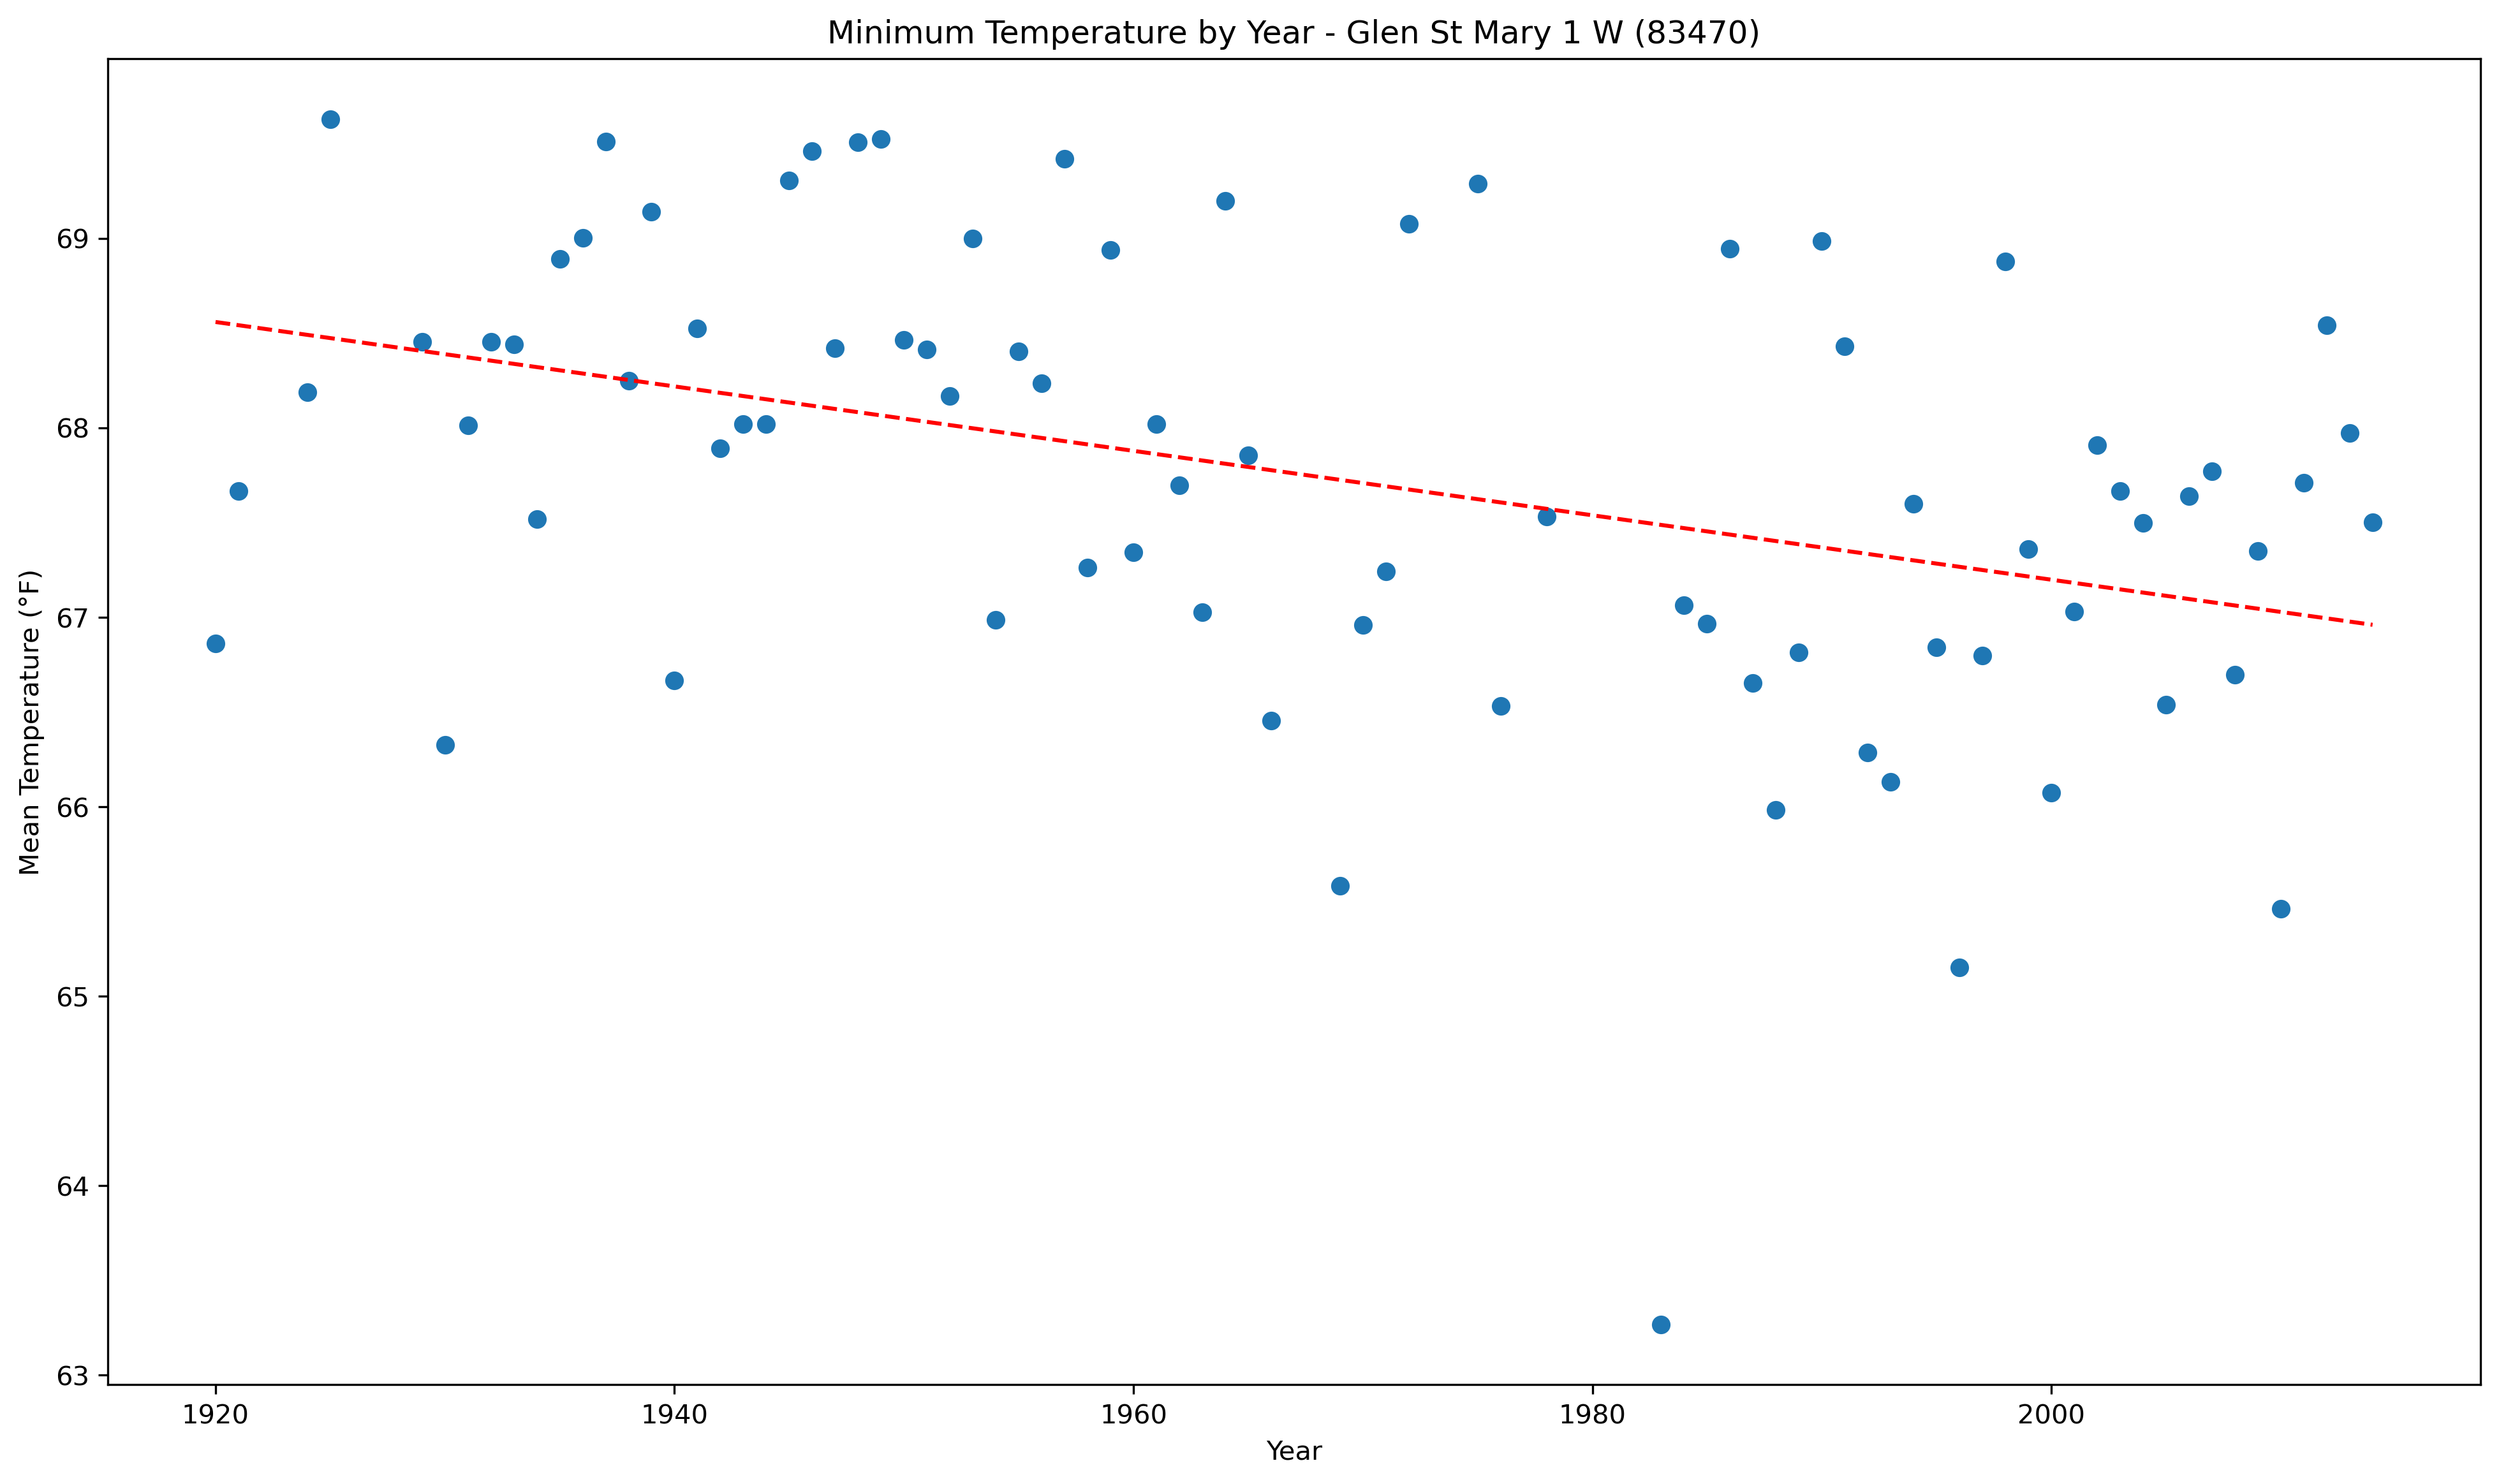 Minimum Temperature by Year - Glen St Mary 1 W (83470)
Mean Temperature (°F)
69
68
67
66
65
64
63
1920 1940 1960 1980 2000
Year